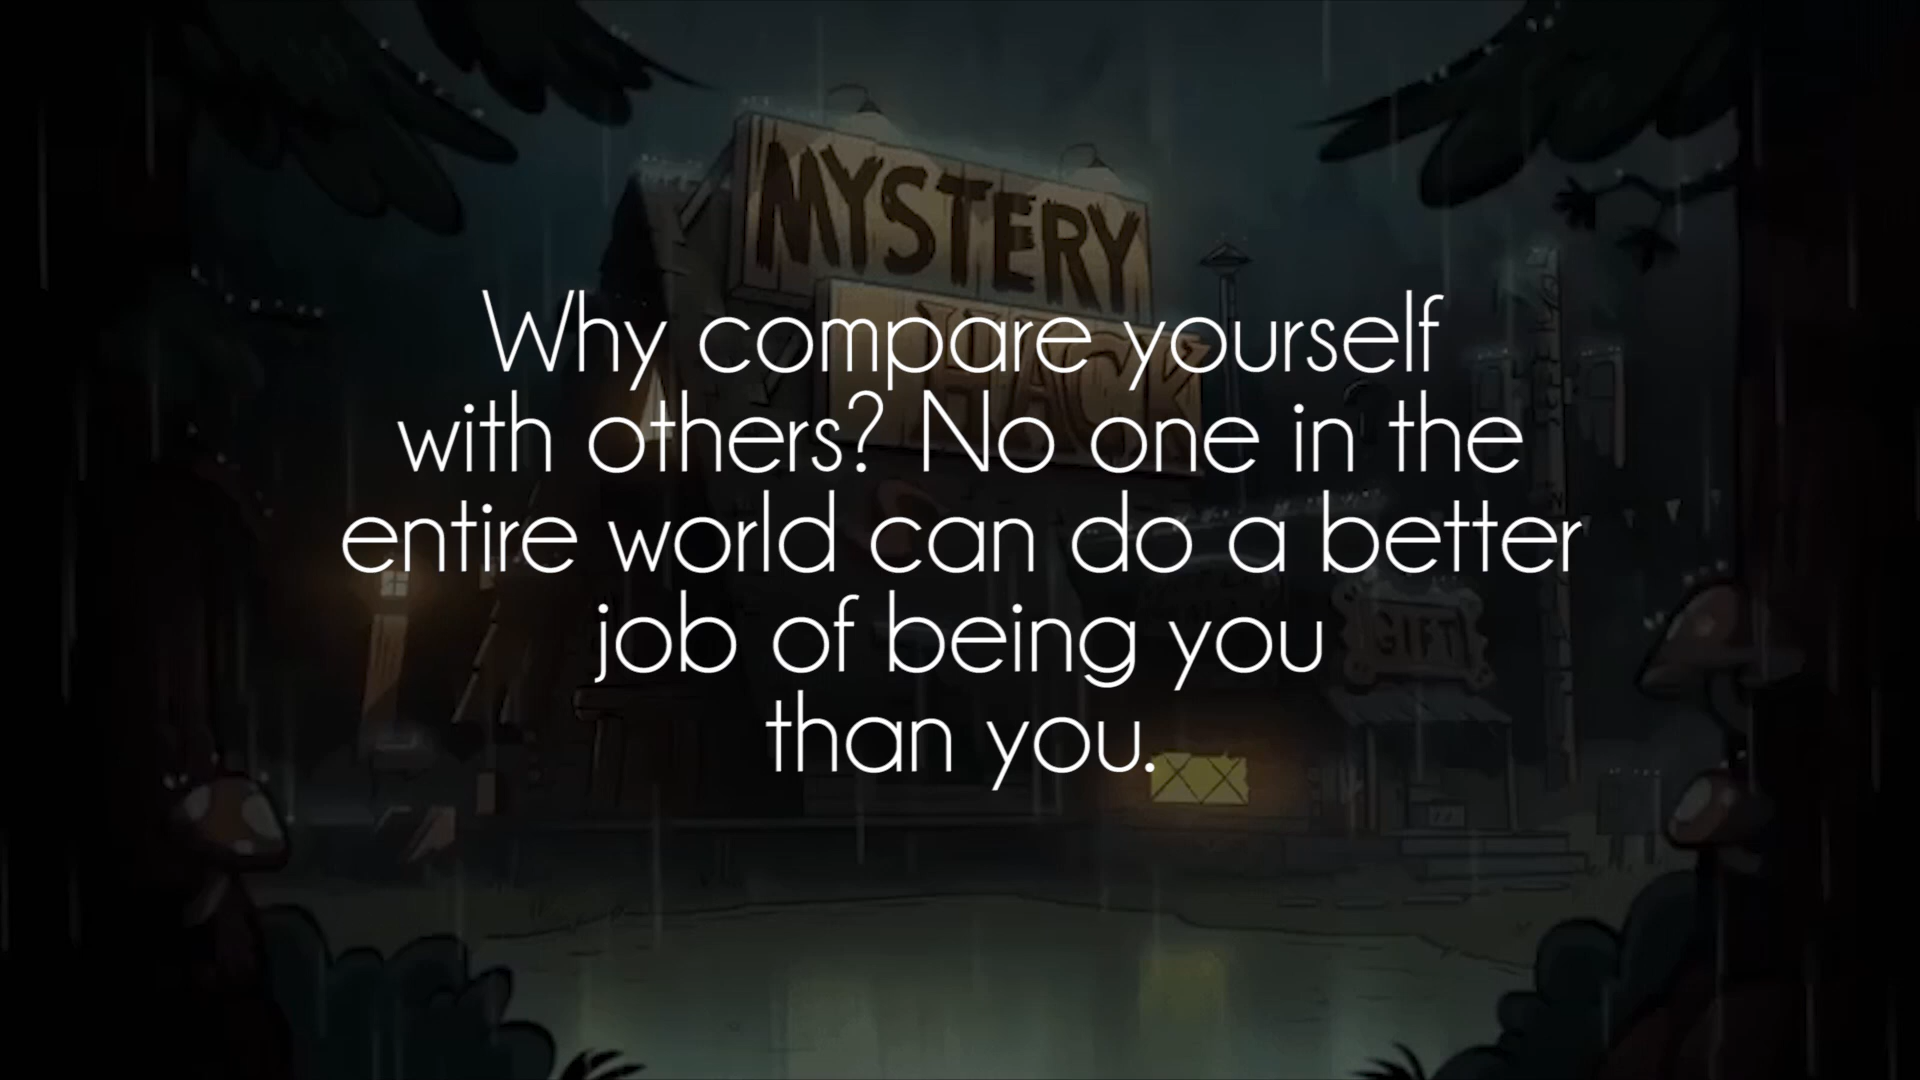 MYSTERY
HACK
Why compare yourself
with others? No one in the
entire world can do a better
job of being you
than you.
GIFT